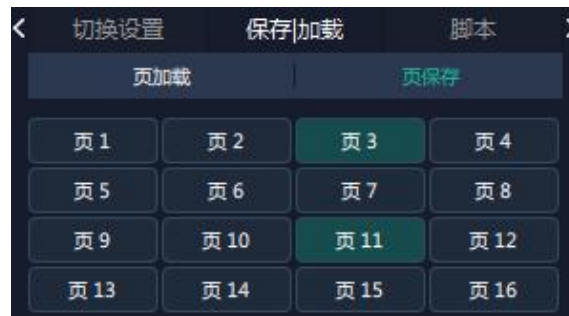 切换设置 保存|加载 脚本
页加载 页保存
页 1 页 2 页 3 页 4
页 5 页 6 页 7 页 8
页 9 页 10 页 11 页 12
页 13 页 14 页 15 页 16